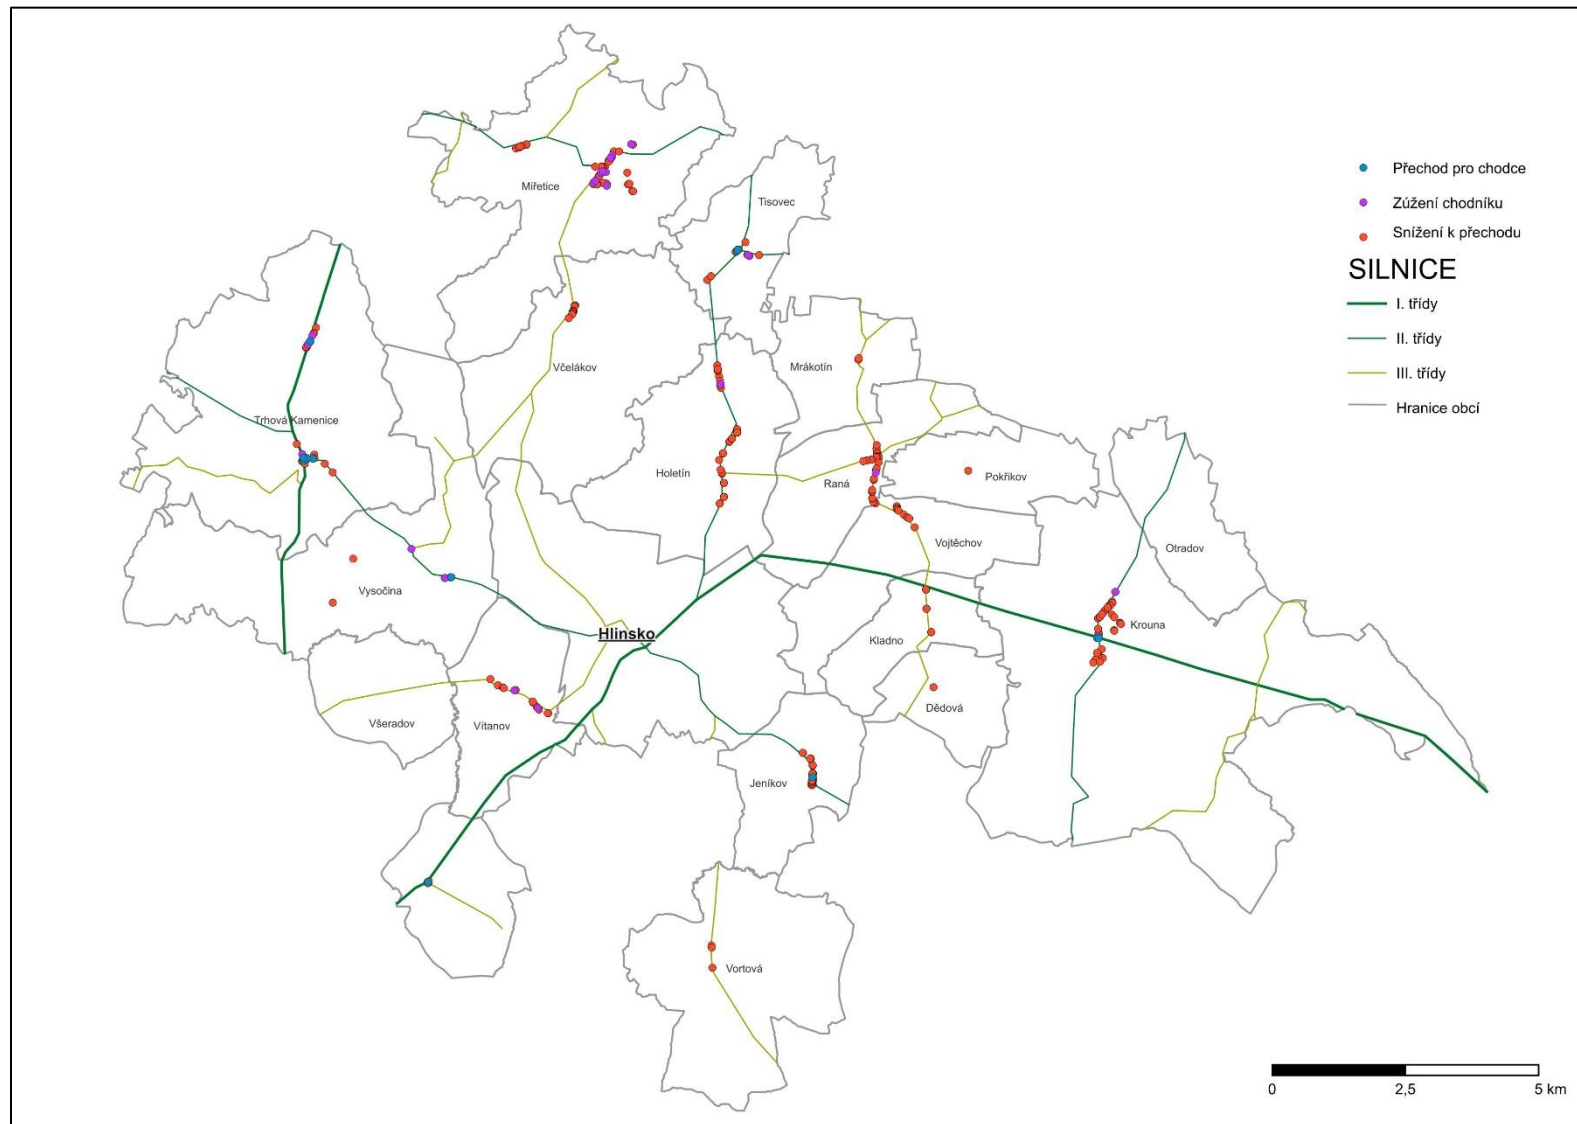 Miřetice
Tisovec
Včelákov
Mrákotín
Trhová Kamenice
Holetín
Raná
Pokřikov
Vojtěchov
Otradov
Vysočina
Hlinsko
Kladno
Krouna
Všeradov
Vítanov
Dědová
Jeníkov
Vortová
Přechod pro chodce
Zúžení chodníku
Snížení k přechodu
SILNICE
I. třídy
II. třídy
III. třídy
Hranice obcí
0 2,5 5 km